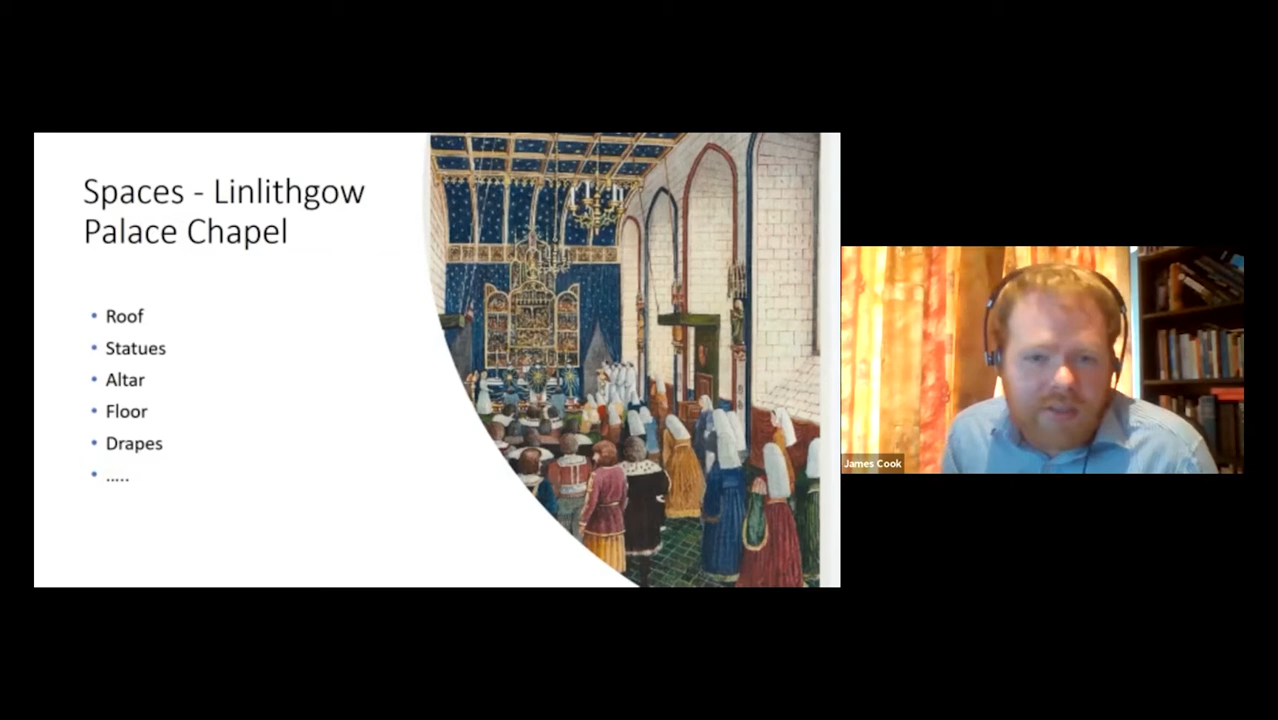 Spaces - Linlithgow
Palace Chapel
• Roof
• Statues
• Altar
• Floor
• Drapes
• .....
James Cook